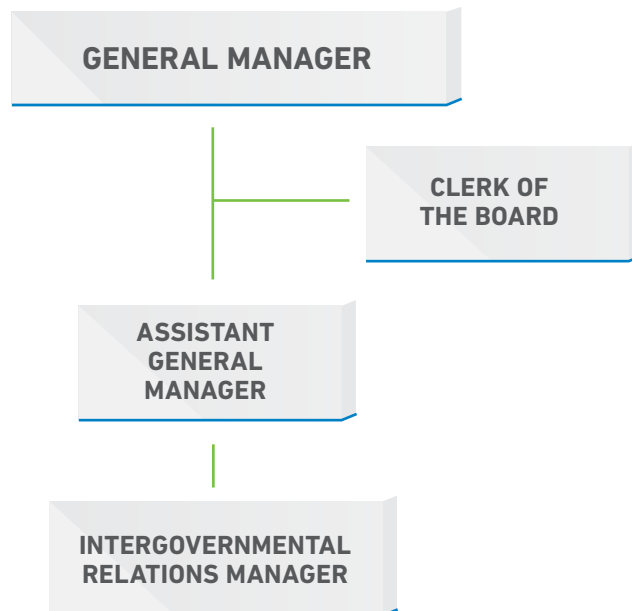 GENERAL MANAGER
CLERK OF
THE BOARD
ASSISTANT
GENERAL
MANAGER
INTERGOVERNMENTAL
RELATIONS MANAGER